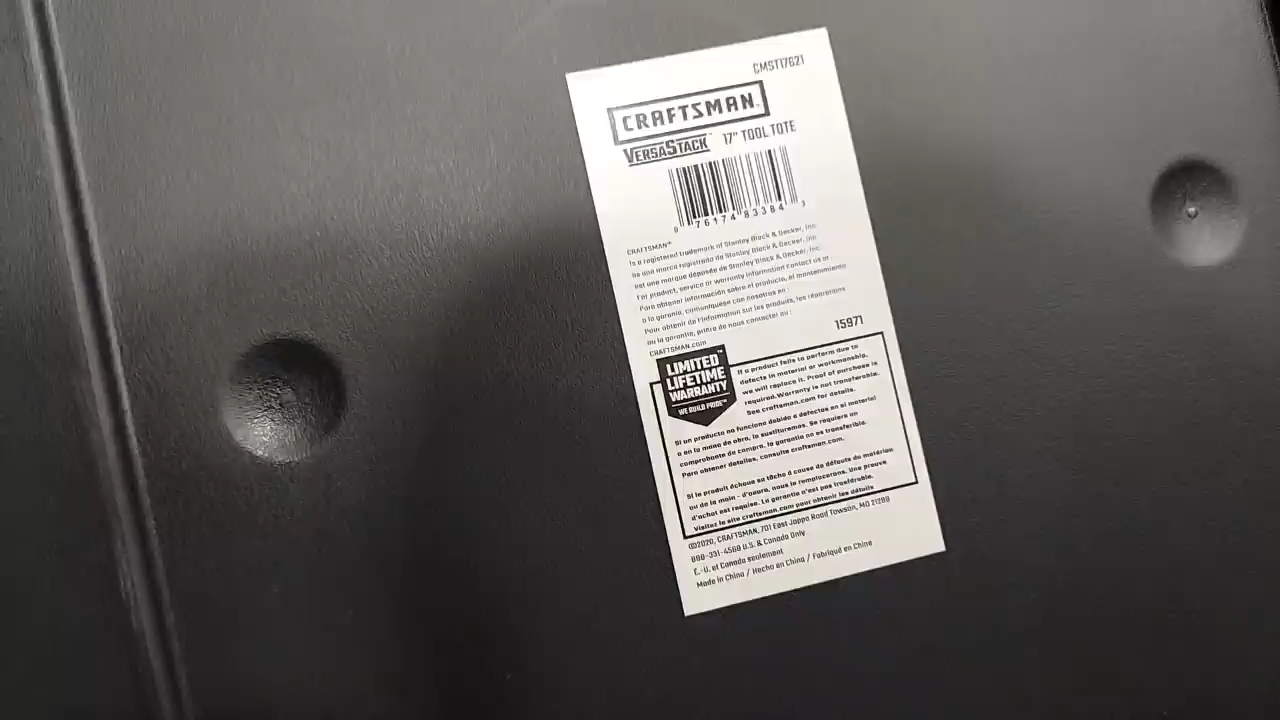 CMST17621
CRAFTSMAN™
VERSASTACK™ 17" TOOL TOTE
0 76174 83384 3
CRAFTSMAN™
is a registered trademark of Stanley Black & Decker, Inc.
es una marca registrada de Stanley Black & Decker, Inc.
est une marque déposée de Stanley Black & Decker, Inc.
For product, service or warranty information contact us at:
Para obtener información sobre el producto, el mantenimiento
o la garantía, comuníquese con nosotros en:
Pour obtenir de l'information sur les produits, les réparations
ou la garantie, prière de nous contacter au:
CRAFTSMAN.com
15971
LIMITED™
LIFETIME
WARRANTY
WE BUILD PRIDE™
If a product fails to perform due to
defects in material or workmanship,
we will replace it. Proof of purchase is
required. Warranty is not transferable.
See craftsman.com for details.
Si un producto no funciona debido a defectos en el material
o en la mano de obra, lo sustituiremos. Se requiere un
comprobante de compra, la garantía no es transferible.
Para obtener detalles, consulte craftsman.com.
Si le produit échoue sa tâche à cause de défauts du matériau
ou de la main - d'oeuvre, nous le remplacerons. Une preuve
d'achat est requise. La garantie n'est pas trasférable.
Visitez le site craftsman.com pour obtenir les détails
©2020, CRAFTSMAN, 701 East Joppa Road Towson, MD 21286
888-331-4569 U.S. & Canada Only
E.-U. et Canada seulement
Made in China / Hecho en China / Fabriqué en Chine